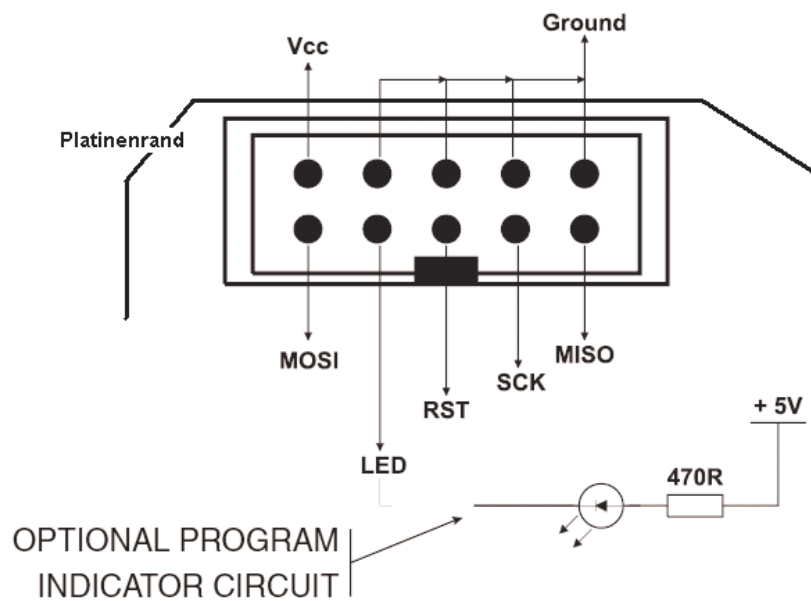 Ground
Vcc
Platinenrand
MOSI
MISO
SCK
RST
+ 5V
LED
470R
OPTIONAL PROGRAM
INDICATOR CIRCUIT